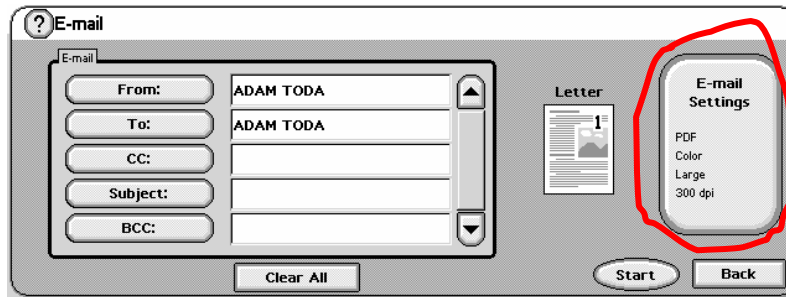 ? E-mail
E-mail
From: ADAM TODA
To: ADAM TODA
CC:
Subject:
BCC:
Clear All
Letter
1
E-mail
Settings
PDF
Color
Large
300 dpi
Start
Back